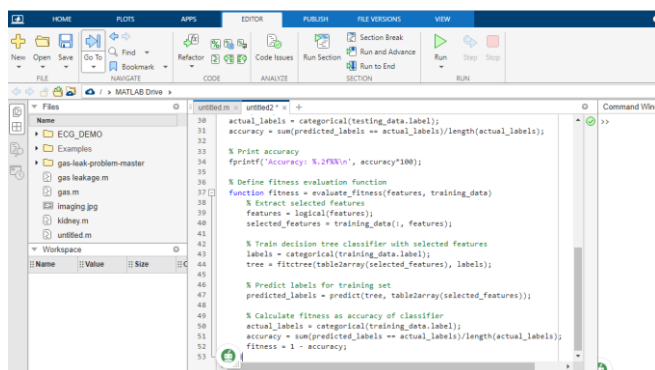 HOME PLOTS APPS EDITOR PUBLISH FILE VERSIONS VIEW
New Open Save Go To Find Bookmark Refactor Code Issues Run Section Section Break Run and Advance Run to End Run Step Stop
FILE NAVIGATE CODE ANALYZE SECTION RUN
/ > MATLAB Drive >
Files
Name
ECG_DEMO
Examples
gas-leak-problem-master
gas leakage.m
gas.m
imaging.jpg
kidney.m
untitled.m
Workspace
Name Value Size
untitled.m × untitled2 * × +
30 actual_labels = categorical(testing_data.label);
31 accuracy = sum(predicted_labels == actual_labels)/length(actual_labels);
32
33 % Print accuracy
34 fprintf('Accuracy: %.2f%%\n', accuracy*100);
35
36 % Define fitness evaluation function
37 function fitness = evaluate_fitness(features, training_data)
38 % Extract selected features
39 features = logical(features);
40 selected_features = training_data(:, features);
41
42 % Train decision tree classifier with selected features
43 labels = categorical(training_data.label);
44 tree = fitctree(table2array(selected_features), labels);
45
46 % Predict labels for training set
47 predicted_labels = predict(tree, table2array(selected_features));
48
49 % Calculate fitness as accuracy of classifier
50 actual_labels = categorical(training_data.label);
51 accuracy = sum(predicted_labels == actual_labels)/length(actual_labels);
52 fitness = 1 - accuracy;
53
Command Win
>>